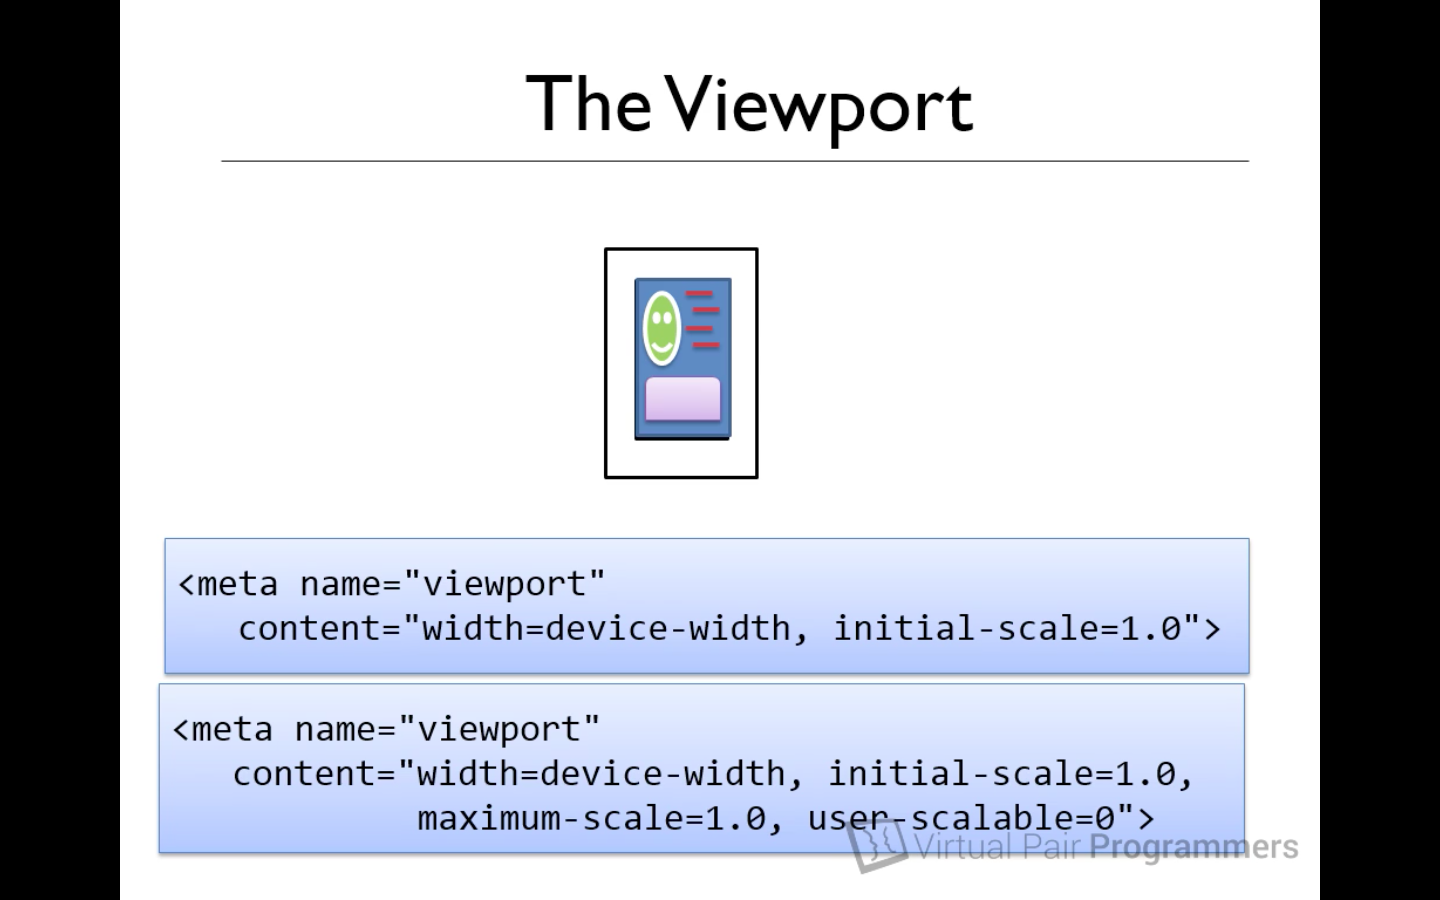 The Viewport
<meta name="viewport"
content="width=device-width, initial-scale=1.0">
<meta name="viewport"
content="width=device-width, initial-scale=1.0,
maximum-scale=1.0, user-scalable=0">
Virtual Pair Programmers